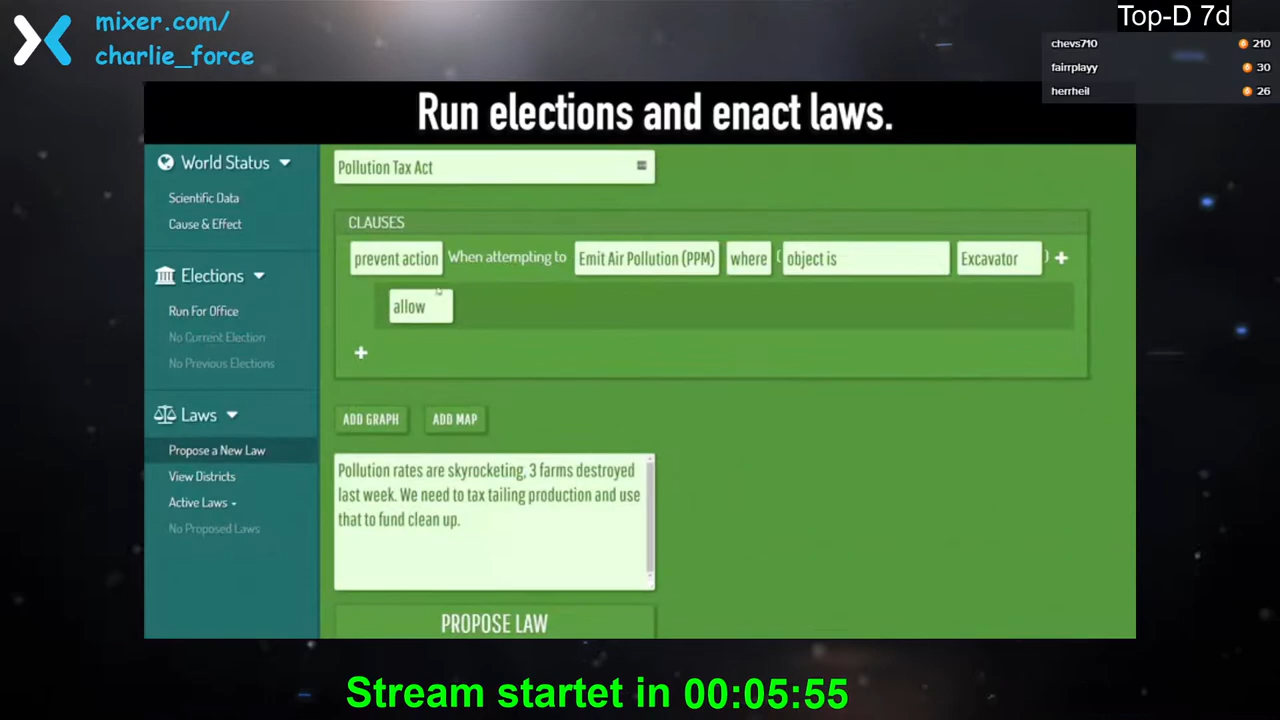 mixer.com/
charlie_force
Top-D 7d
chevs710 210
fairrplayy 30
herrheil 26
Run elections and enact laws.
World Status
Scientific Data
Cause & Effect
Elections
Run For Office
No Current Election
No Previous Elections
Laws
Propose a New Law
View Districts
Active Laws
No Proposed Laws
Pollution Tax Act
CLAUSES
prevent action When attempting to Emit Air Pollution (PPM) where ( object is Excavator ) +
allow
+
ADD GRAPH ADD MAP
Pollution rates are skyrocketing, 3 farms destroyed
last week. We need to tax tailing production and use
that to fund clean up.
PROPOSE LAW
Stream startet in 00:05:55